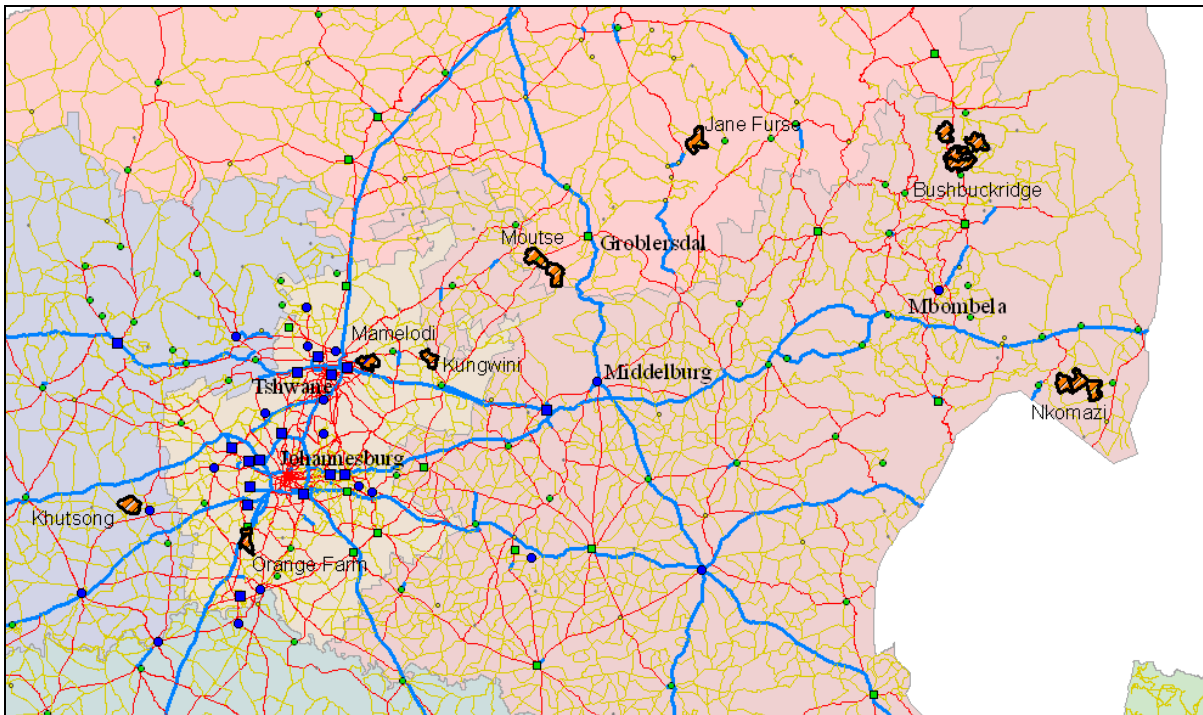 Jane Furse
Bushbuckridge
Moutse
Groblersdal
Mbombela
Mamelodi
Kungwini
Tshwane
Middelburg
Nkomazi
Johannesburg
Khutsong
Orange Farm